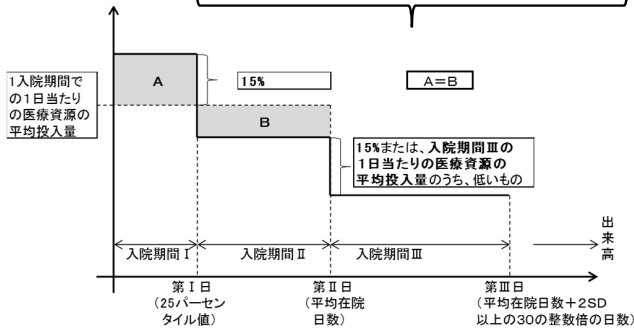 A
15%
A＝B
1入院期間で
の1日当たり
の医療資源の
平均投入量
B
15%または、入院期間Ⅲの
1日当たりの医療資源の
平均投入量のうち、低いもの
出来高
入院期間Ⅰ
入院期間Ⅱ
入院期間Ⅲ
第Ⅰ日
（25パーセン
タイル値）
第Ⅱ日
（平均在院
日数）
第Ⅲ日
（平均在院日数＋2SD
以上の30の整数倍の日数）